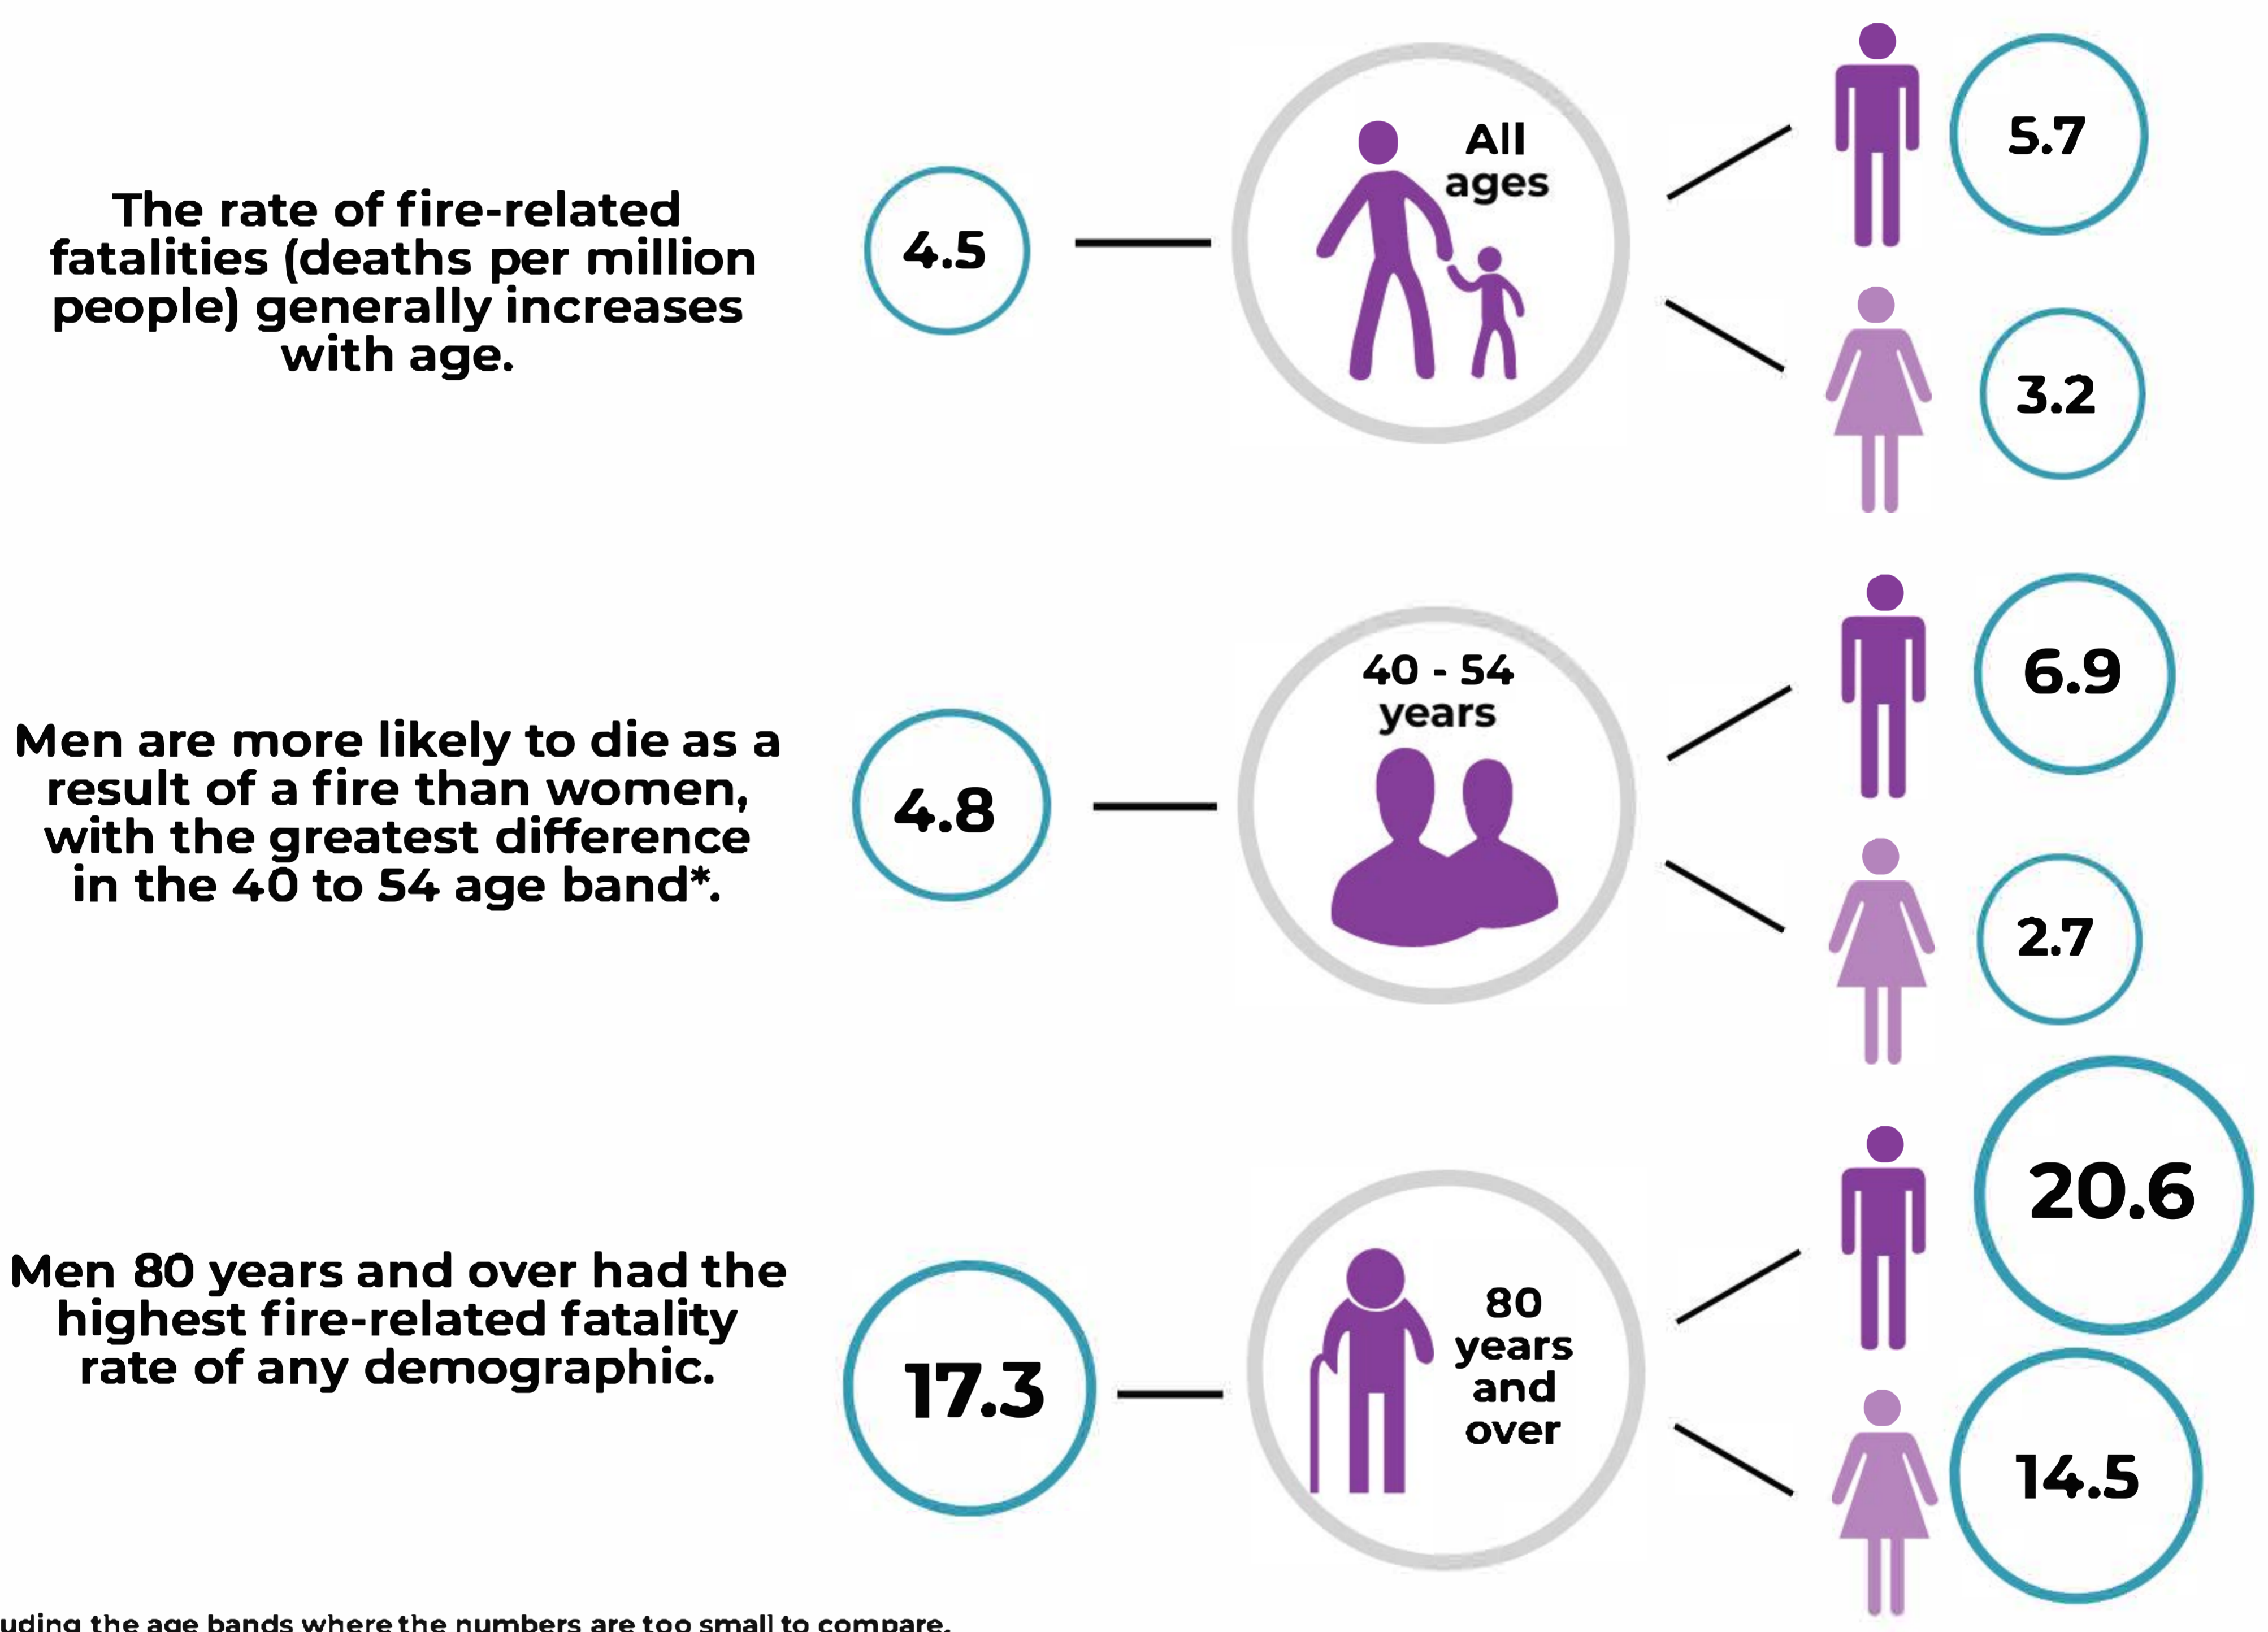 The rate of fire-related
fatalities (deaths per million
people) generally increases
with age.
4.5
All
ages
5.7
3.2
Men are more likely to die as a
result of a fire than women,
with the greatest difference
in the 40 to 54 age band*.
4.8
40 - 54
years
6.9
2.7
Men 80 years and over had the
highest fire-related fatality
rate of any demographic.
17.3
80
years
and
over
20.6
14.5
the age bands where the numbers are too small to compare.